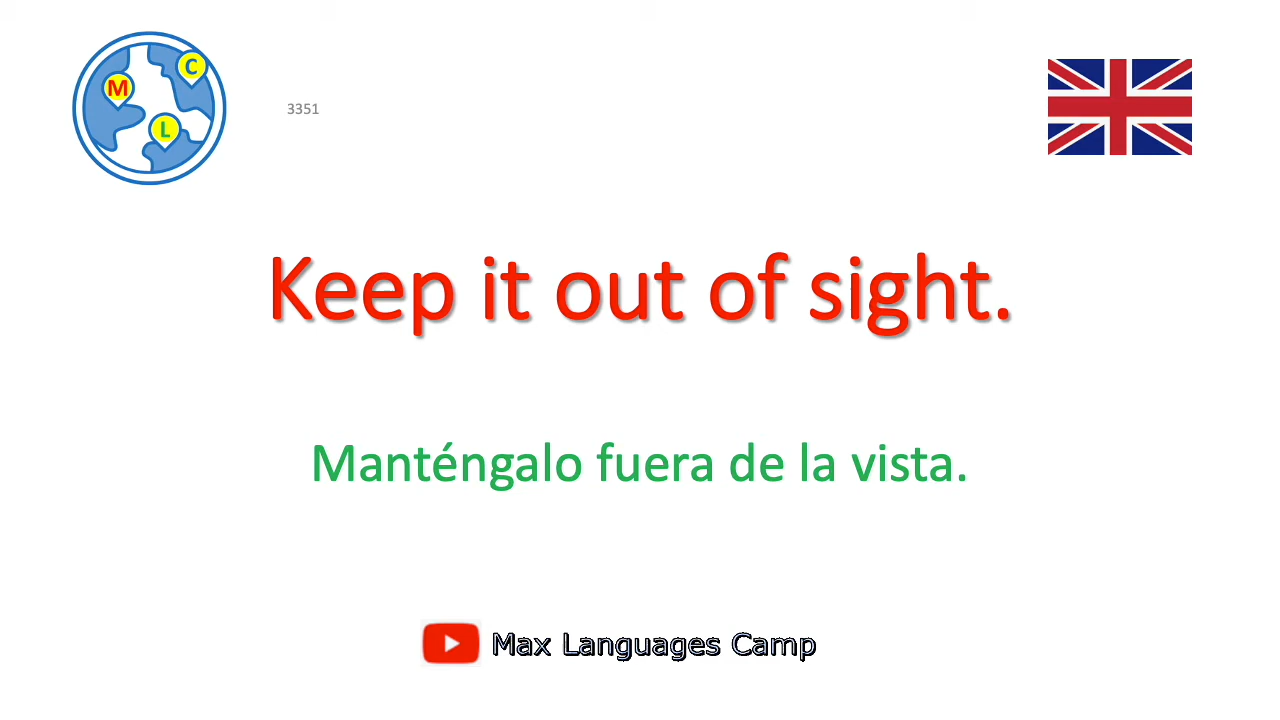 M
C
L
3351
Keep it out of sight.
Manténgalo fuera de la vista.
Max Languages Camp